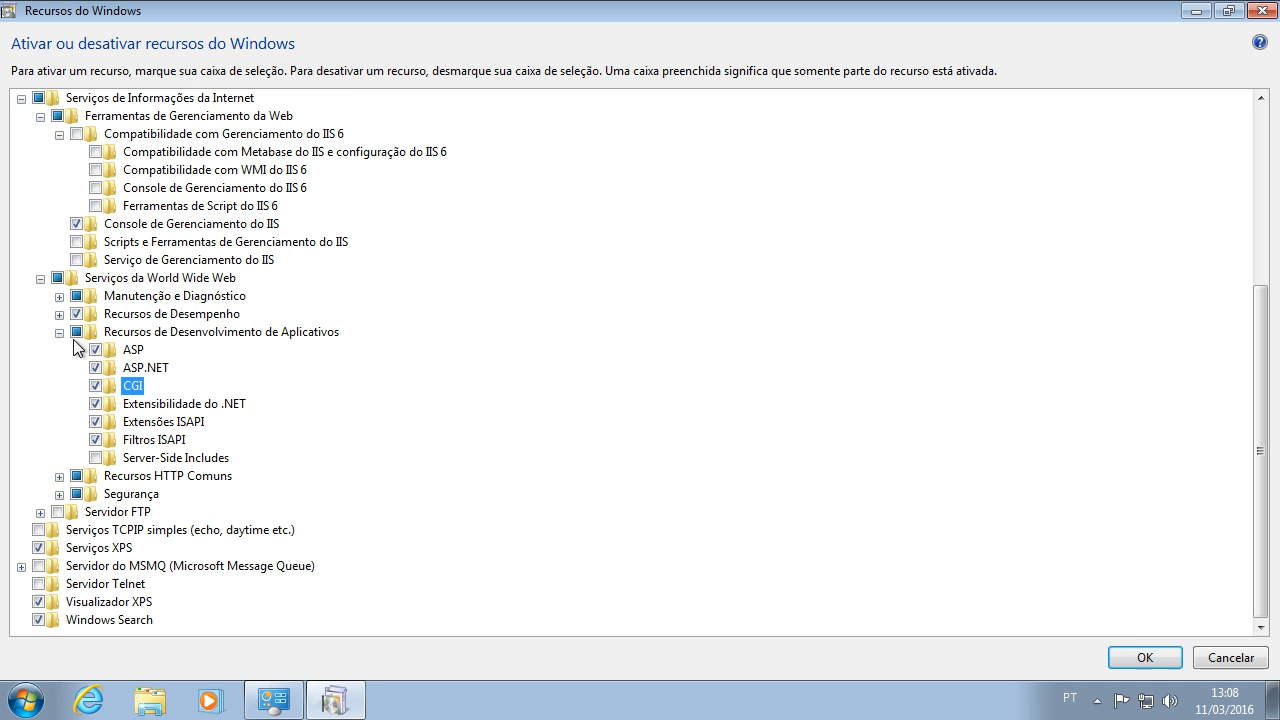 Recursos do Windows
Ativar ou desativar recursos do Windows
Para ativar um recurso, marque sua caixa de seleção. Para desativar um recurso, desmarque sua caixa de seleção. Uma caixa preenchida significa que somente parte do recurso está ativada.
Serviços de Informações da Internet
Ferramentas de Gerenciamento da Web
Compatibilidade com Gerenciamento do IIS 6
Compatibilidade com Metabase do IIS e configuração do IIS 6
Compatibilidade com WMI do IIS 6
Console de Gerenciamento do IIS 6
Ferramentas de Script do IIS 6
Console de Gerenciamento do IIS
Scripts e Ferramentas de Gerenciamento do IIS
Serviço de Gerenciamento do IIS
Serviços da World Wide Web
Manutenção e Diagnóstico
Recursos de Desempenho
Recursos de Desenvolvimento de Aplicativos
ASP
ASP.NET
CGI
Extensibilidade do .NET
Extensões ISAPI
Filtros ISAPI
Server-Side Includes
Recursos HTTP Comuns
Segurança
Servidor FTP
Serviços TCPIP simples (echo, daytime etc.)
Serviços XPS
Servidor do MSMQ (Microsoft Message Queue)
Servidor Telnet
Visualizador XPS
Windows Search
OK
Cancelar
PT
13:08
11/03/2016